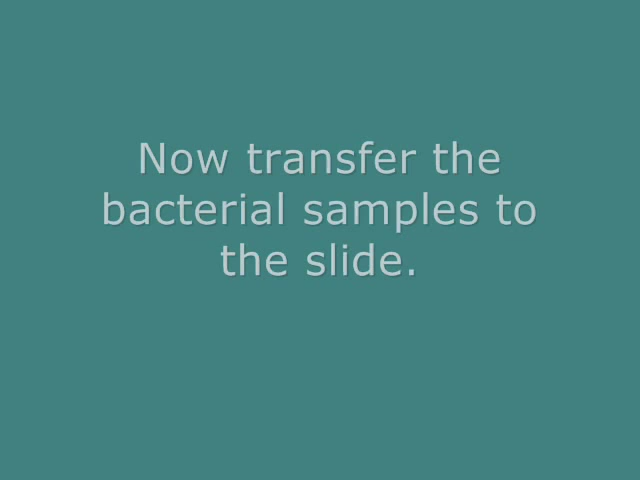 Now transfer the
bacterial samples to
the slide.